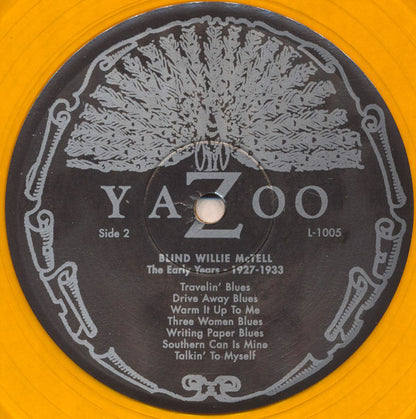 YAZOO
Side 2
L-1005
BLIND WILLIE McTELL
The Early Years - 1927-1933
Travelin' Blues
Drive Away Blues
Warm It Up To Me
Three Women Blues
Writing Paper Blues
Southern Can Is Mine
Talkin' To Myself